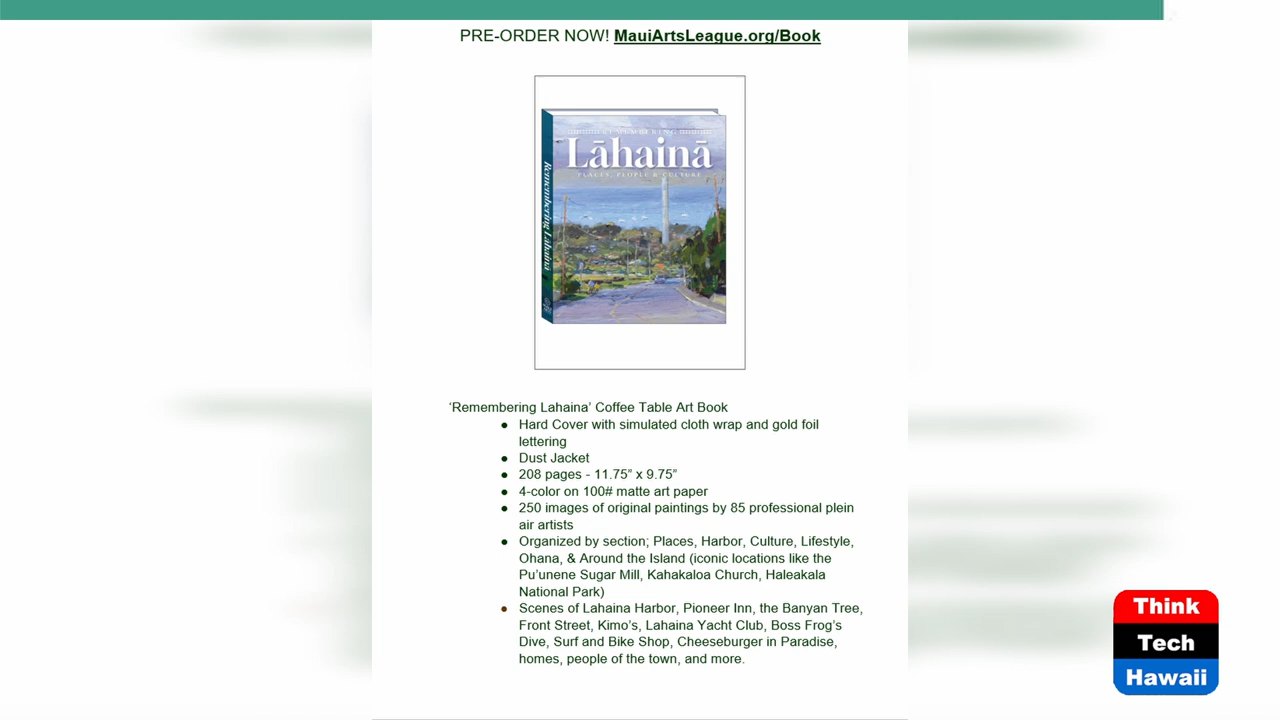 PRE-ORDER NOW! MauiArtsLeague.org/Book
REMEMBERING
Lāhainā
PLACES, PEOPLE & CULTURE
Remembering Lahaina
‘Remembering Lahaina’ Coffee Table Art Book
● Hard Cover with simulated cloth wrap and gold foil
lettering
● Dust Jacket
● 208 pages - 11.75” x 9.75”
● 4-color on 100# matte art paper
● 250 images of original paintings by 85 professional plein
air artists
● Organized by section; Places, Harbor, Culture, Lifestyle,
Ohana, & Around the Island (iconic locations like the
Pu’unene Sugar Mill, Kahakaloa Church, Haleakala
National Park)
● Scenes of Lahaina Harbor, Pioneer Inn, the Banyan Tree,
Front Street, Kimo’s, Lahaina Yacht Club, Boss Frog’s
Dive, Surf and Bike Shop, Cheeseburger in Paradise,
homes, people of the town, and more.
Think
Tech
Hawaii